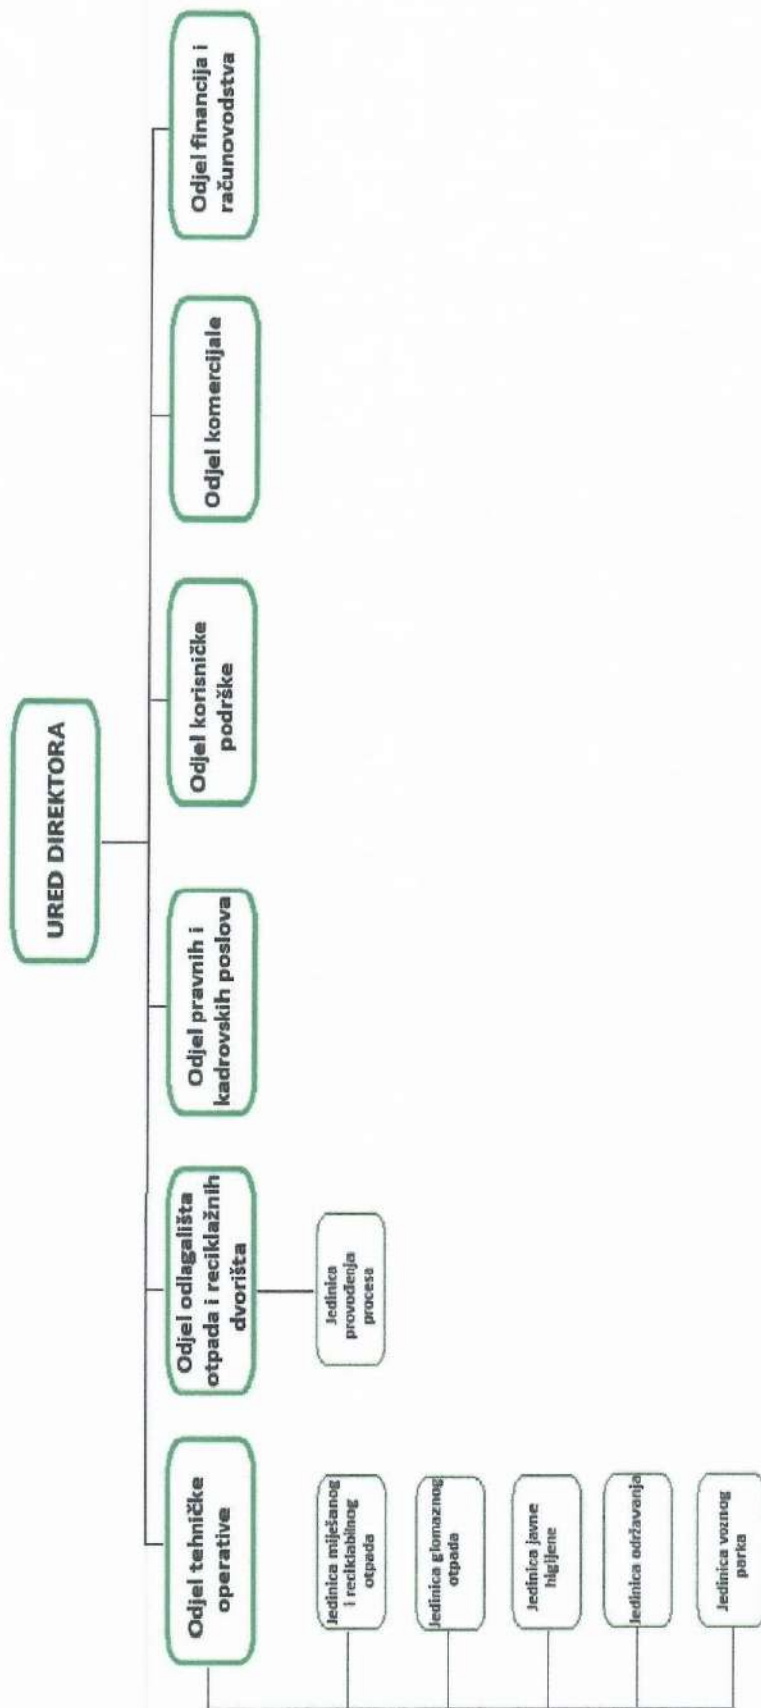 URED DIREKTORA
Odjel tehničke
operative
Odjel odlagališta
otpada i reciklažnih
dvorišta
Odjel pravnih i
kadrovskih poslova
Odjel korisničke
podrške
Odjel komercijale
Odjel financija i
računovodstva
Jedinica miješanog
i reciklabilnog
otpada
Jedinica glomaznog
otpada
Jedinica javne
higijene
Jedinica održavanja
Jedinica voznog
parka
Jedinica
provođenja
procesa